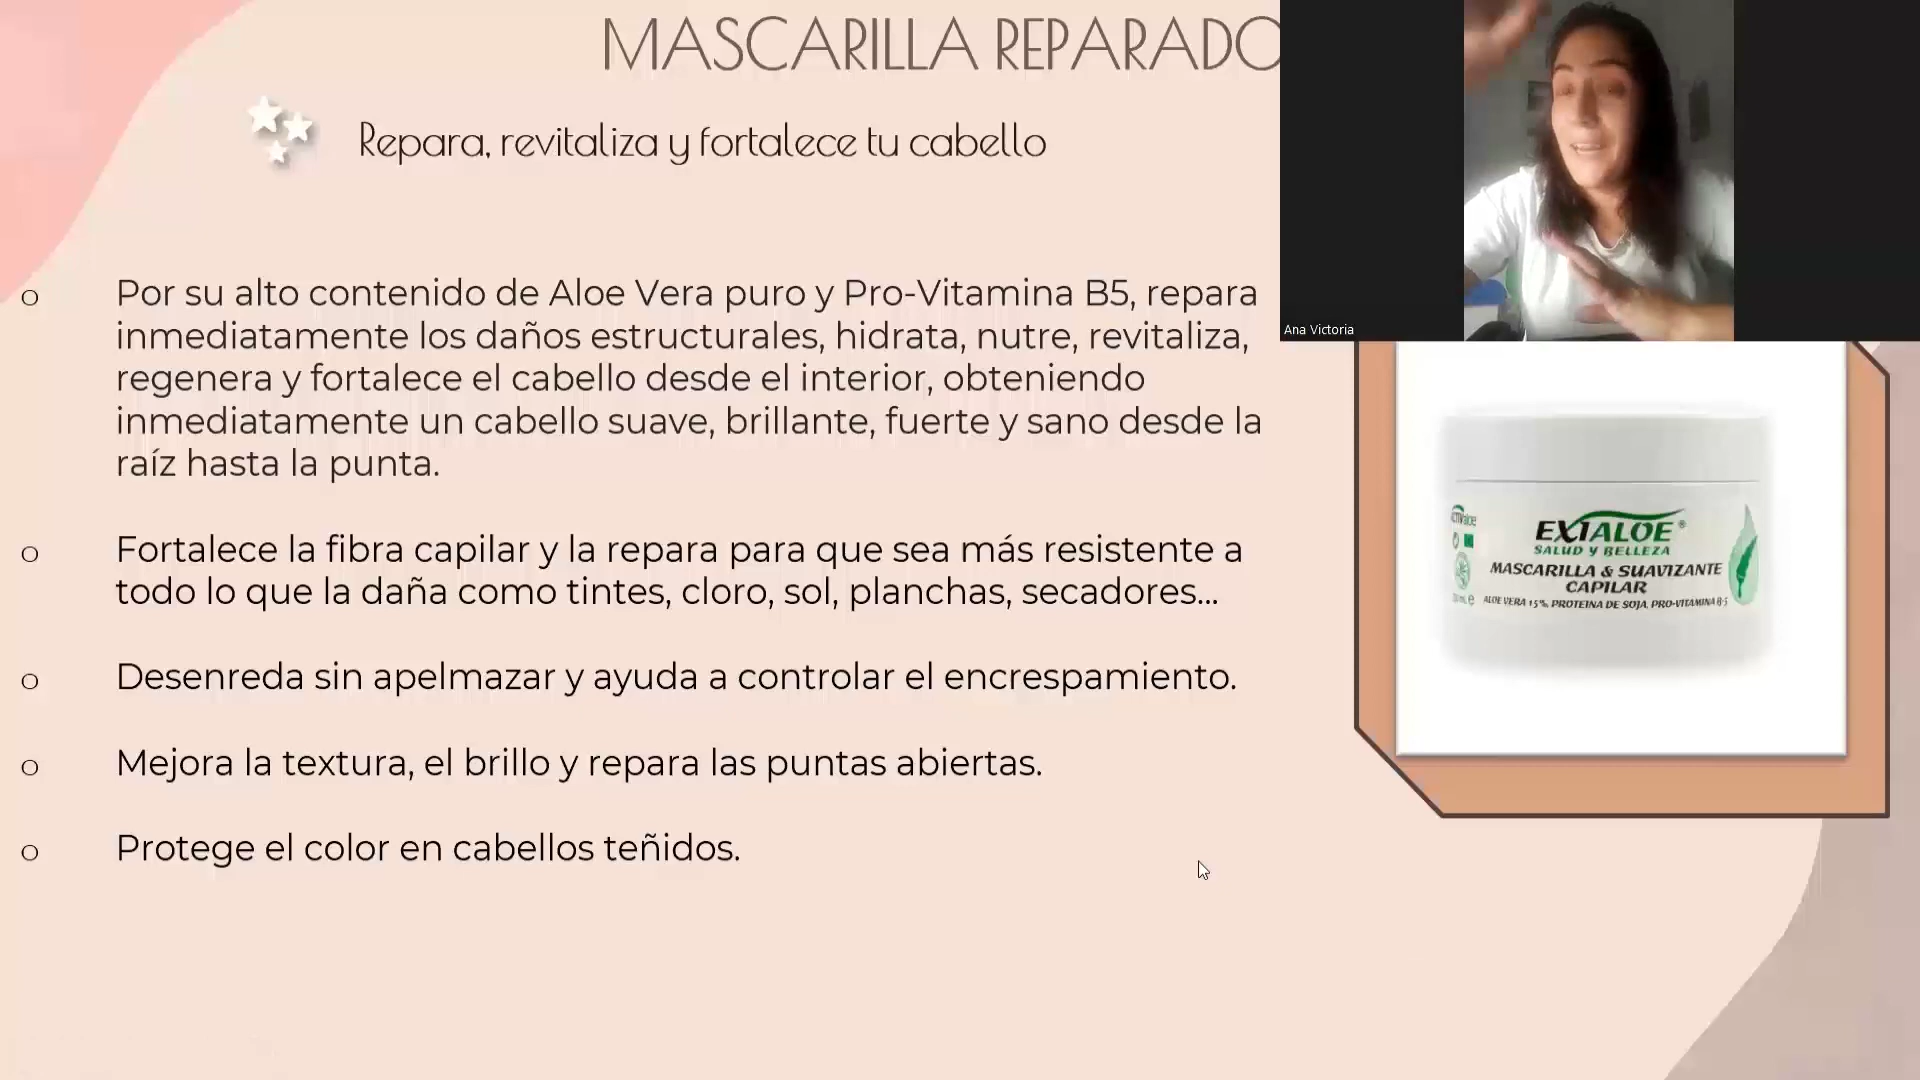 MASCARILLA REPARADO
Repara, revitaliza y fortalece tu cabello
Por su alto contenido de Aloe Vera puro y Pro-Vitamina B5, repara
inmediatamente los daños estructurales, hidrata, nutre, revitaliza,
regenera y fortalece el cabello desde el interior, obteniendo
inmediatamente un cabello suave, brillante, fuerte y sano desde la
raíz hasta la punta.
Fortalece la fibra capilar y la repara para que sea más resistente a
todo lo que la daña como tintes, cloro, sol, planchas, secadores...
Desenreda sin apelmazar y ayuda a controlar el encrespamiento.
Mejora la textura, el brillo y repara las puntas abiertas.
Protege el color en cabellos teñidos.
Ana Victoria
EXIALOE®
SALUD Y BELLEZA
MASCARILLA & SUAVIZANTE
CAPILAR
ALOE VERA 15%, PROTEINA DE SOJA, PRO-VITAMINA B-5